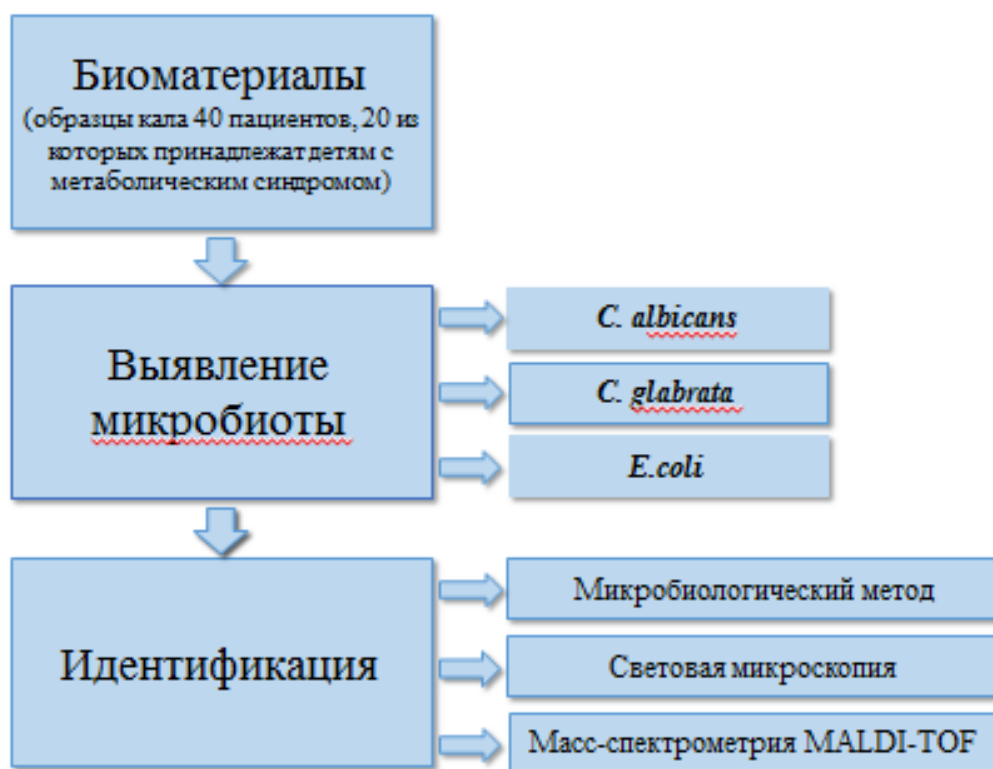 Биоматериалы
(образцы кала 40 пациентов, 20 из
которых принадлежат детям с
метаболическим синдромом)
Выявление
микробиоты
C. albicans
C. glabrata
E.coli
Идентификация
Микробиологический метод
Световая микроскопия
Масс-спектрометрия MALDI-TOF